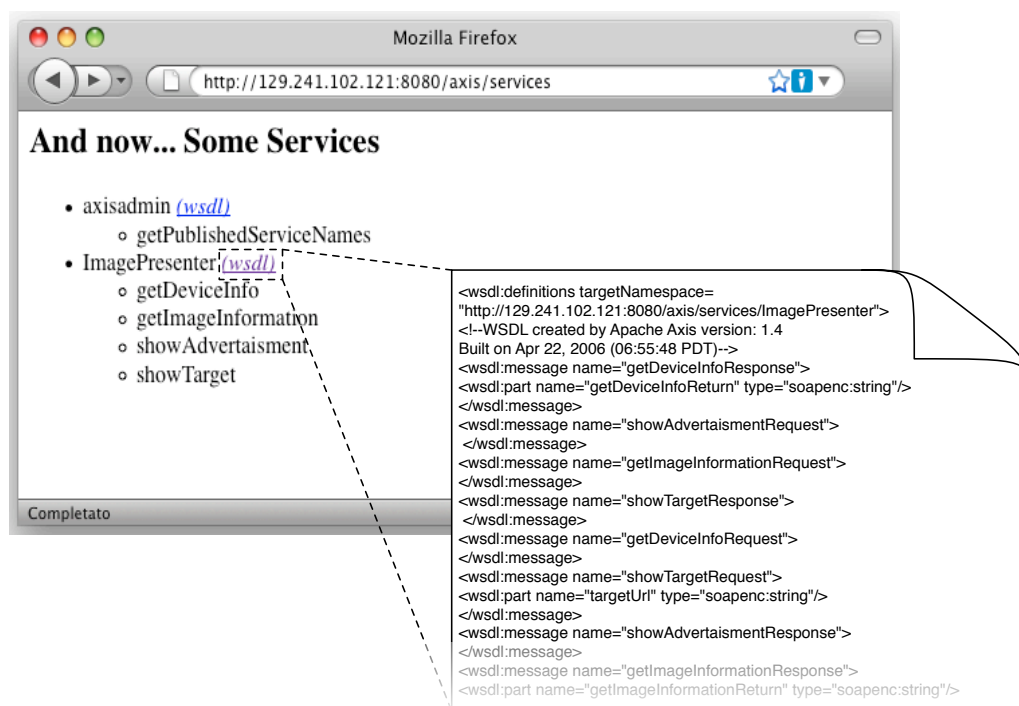 Mozilla Firefox
http://129.241.102.121:8080/axis/services
And now... Some Services
axisadmin (wsdl)
getPublishedServiceNames
ImagePresenter (wsdl)
getDeviceInfo
getImageInformation
showAdvertaisment
showTarget
Completato
<wsdl:definitions targetNamespace=
"http://129.241.102.121:8080/axis/services/ImagePresenter">
<!--WSDL created by Apache Axis version: 1.4
Built on Apr 22, 2006 (06:55:48 PDT)-->
<wsdl:message name="getDeviceInfoResponse">
<wsdl:part name="getDeviceInfoReturn" type="soapenc:string"/>
</wsdl:message>
<wsdl:message name="showAdvertaismentRequest">
</wsdl:message>
<wsdl:message name="getImageInformationRequest">
</wsdl:message>
<wsdl:message name="showTargetResponse">
</wsdl:message>
<wsdl:message name="getDeviceInfoRequest">
</wsdl:message>
<wsdl:message name="showTargetRequest">
<wsdl:part name="targetUrl" type="soapenc:string"/>
</wsdl:message>
<wsdl:message name="showAdvertaismentResponse">
</wsdl:message>
<wsdl:message name="getImageInformationResponse">
<wsdl:part name="getImageInformationReturn" type="soapenc:string"/>